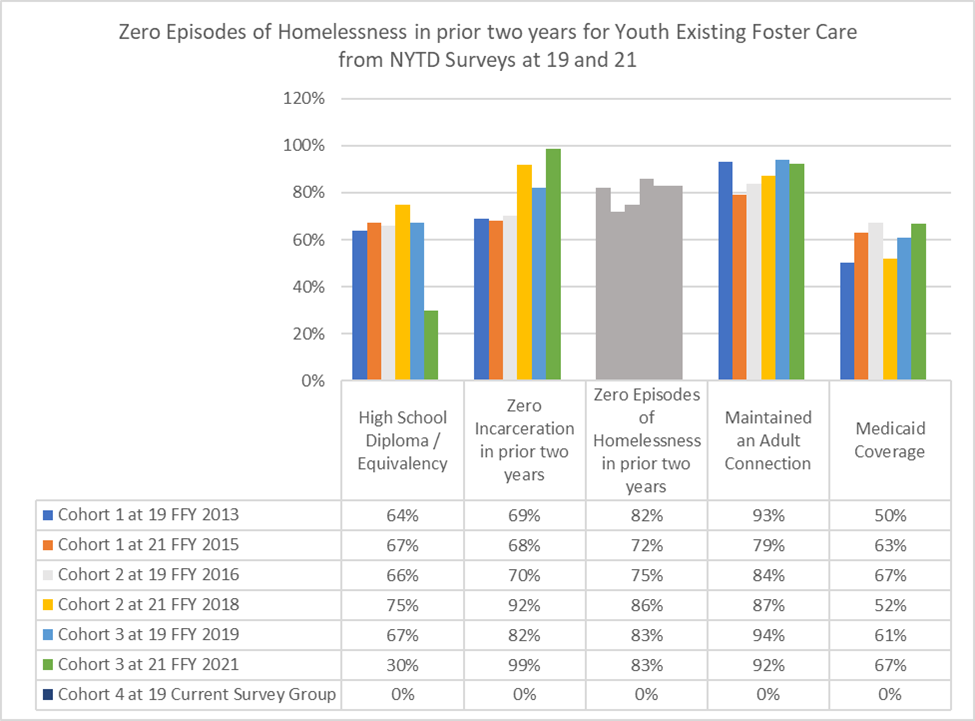 Zero Episodes of Homelessness in prior two years for Youth Existing Foster Care
from NYTD Surveys at 19 and 21
120%
100%
80%
60%
40%
20%
0%
High School
Diploma /
Equivalency
Zero
Incarceration
in prior two
years
Zero Episodes
of
Homelessness
in prior two
years
Maintained
an Adult
Connection
Medicaid
Coverage
Cohort 1 at 19 FFY 2013 64% 69% 82% 93% 50%
Cohort 1 at 21 FFY 2015 67% 68% 72% 79% 63%
Cohort 2 at 19 FFY 2016 66% 70% 75% 84% 67%
Cohort 2 at 21 FFY 2018 75% 92% 86% 87% 52%
Cohort 3 at 19 FFY 2019 67% 82% 83% 94% 61%
Cohort 3 at 21 FFY 2021 30% 99% 83% 92% 67%
Cohort 4 at 19 Current Survey Group 0% 0% 0% 0% 0%